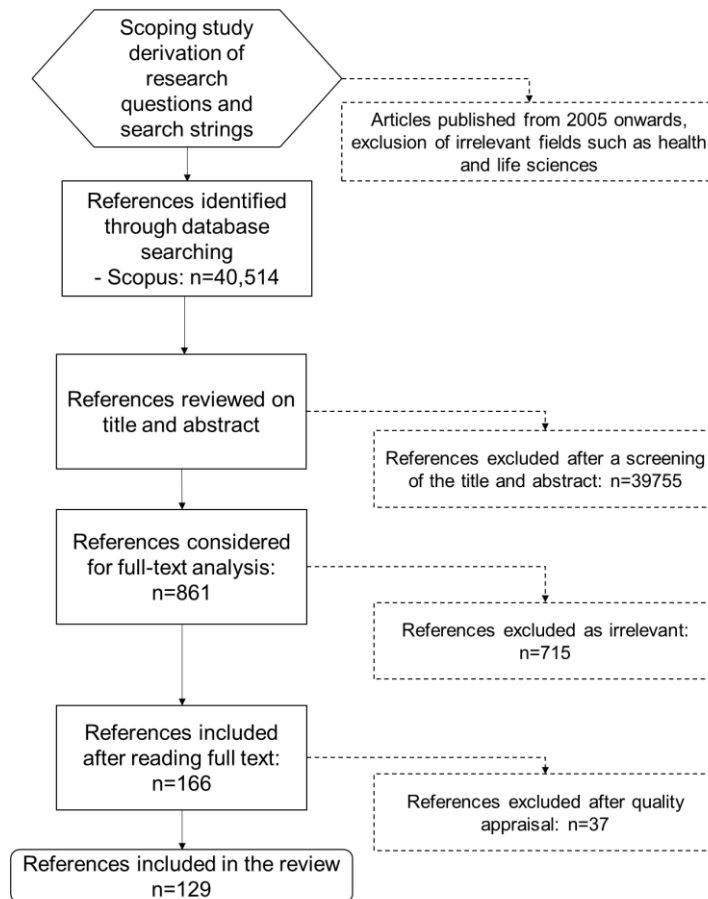 Scoping study
derivation of
research
questions and
search strings
Articles published from 2005 onwards,
exclusion of irrelevant fields such as health
and life sciences
References identified
through database
searching
- Scopus: n=40,514
References reviewed on
title and abstract
References excluded after a screening
of the title and abstract: n=39755
References considered
for full-text analysis:
n=861
References excluded as irrelevant:
n=715
References included
after reading full text:
n=166
References excluded after quality
appraisal: n=37
References included in the review
n=129